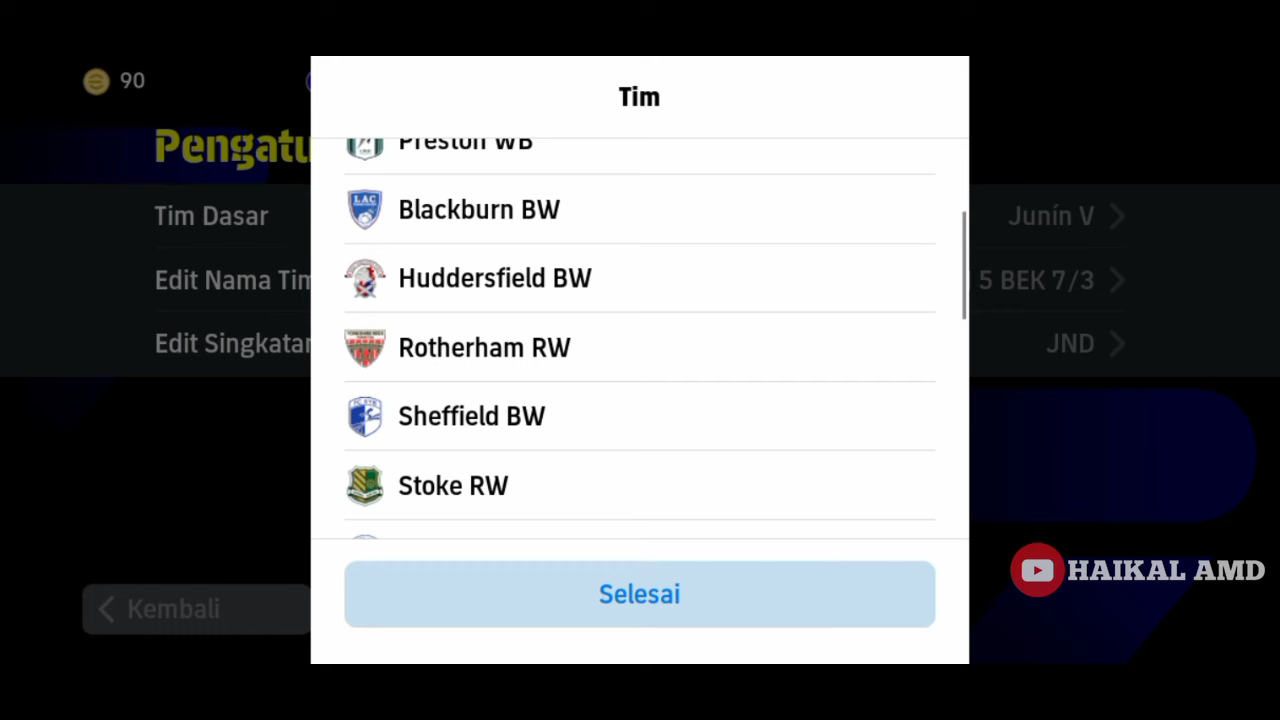 90
Tim
Pengatu
Preston WB
Tim Dasar
Junín V
Blackburn BW
Edit Nama Tim
5 BEK 7/3
Huddersfield BW
Edit Singkatan
JND
Rotherham RW
Sheffield BW
Stoke RW
HAIKAL AMD
Selesai
Kembali